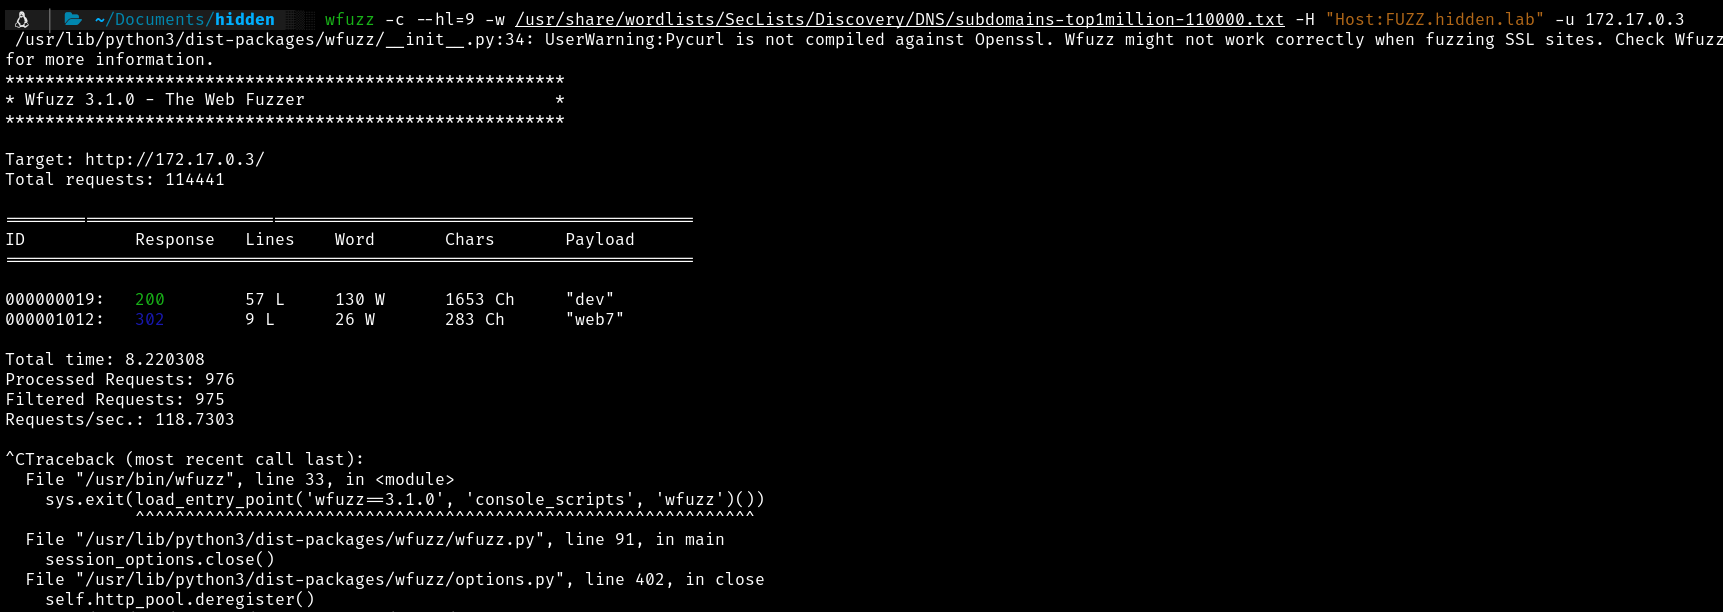 ~/Documents/hidden wfuzz -c --hl=9 -w /usr/share/wordlists/SecLists/Discovery/DNS/subdomains-top1million-110000.txt -H "Host:FUZZ.hidden.lab" -u 172.17.0.3
/usr/lib/python3/dist-packages/wfuzz/__init__.py:34: UserWarning:Pycurl is not compiled against Openssl. Wfuzz might not work correctly when fuzzing SSL sites. Check Wfuzz
for more information.
********************************************************
* Wfuzz 3.1.0 - The Web Fuzzer                         *
********************************************************
Target: http://172.17.0.3/
Total requests: 114441
=====================================================================
ID           Response   Lines    Word       Chars       Payload
=====================================================================
000000019:   200        57 L     130 W      1653 Ch     "dev"
000001012:   302        9 L      26 W       283 Ch      "web7"
Total time: 8.220308
Processed Requests: 976
Filtered Requests: 975
Requests/sec.: 118.7303
^CTraceback (most recent call last):
  File "/usr/bin/wfuzz", line 33, in <module>
    sys.exit(load_entry_point('wfuzz==3.1.0', 'console_scripts', 'wfuzz')())
             ^^^^^^^^^^^^^^^^^^^^^^^^^^^^^^^^^^^^^^^^^^^^^^^^^^^^^^^^^^^^^^
  File "/usr/lib/python3/dist-packages/wfuzz/wfuzz.py", line 91, in main
    session_options.close()
  File "/usr/lib/python3/dist-packages/wfuzz/options.py", line 402, in close
    self.http_pool.deregister()